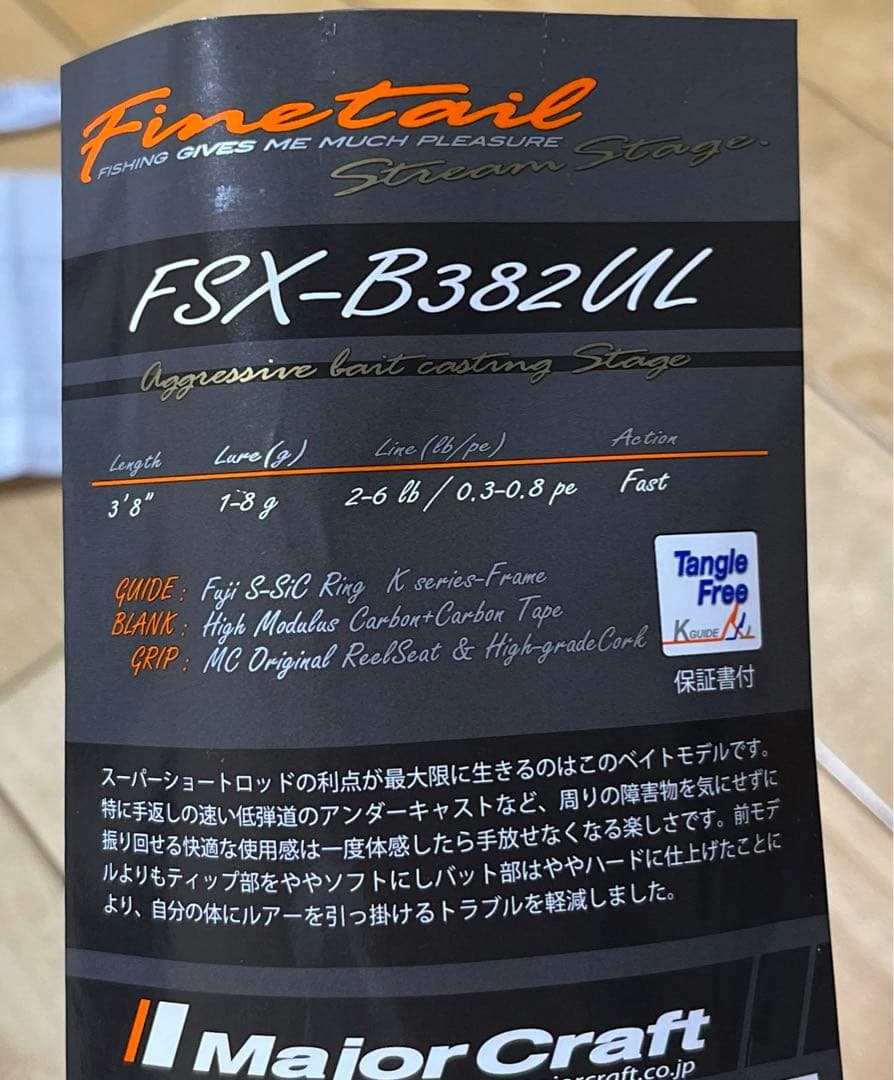 Finetail
FISHING GIVES ME MUCH PLEASURE
Stream Stage.
FSX-B382UL
Aggressive bait casting Stage
Length Lure(g) Line(lb/pe) Action
3'8" 1-8 g 2-6 lb / 0.3-0.8 pe Fast
GUIDE : Fuji S-SiC Ring K series-Frame
BLANK : High Modulus Carbon+Carbon Tape
GRIP : MC Original ReelSeat & High-gradeCork
Tangle
Free
K GUIDE
保証書付
スーパーショートロッドの利点が最大限に生きるのはこのベイトモデルです。
特に手返しの速い低弾道のアンダーキャストなど、周りの障害物を気にせずに
振り回せる快適な使用感は一度体感したら手放せなくなる楽しさです。前モデ
ルよりもティップ部をややソフトにしバット部はややハードに仕上げたことに
より、自分の体にルアーを引っ掛けるトラブルを軽減しました。
Major Craft
jorcraft.co.jp